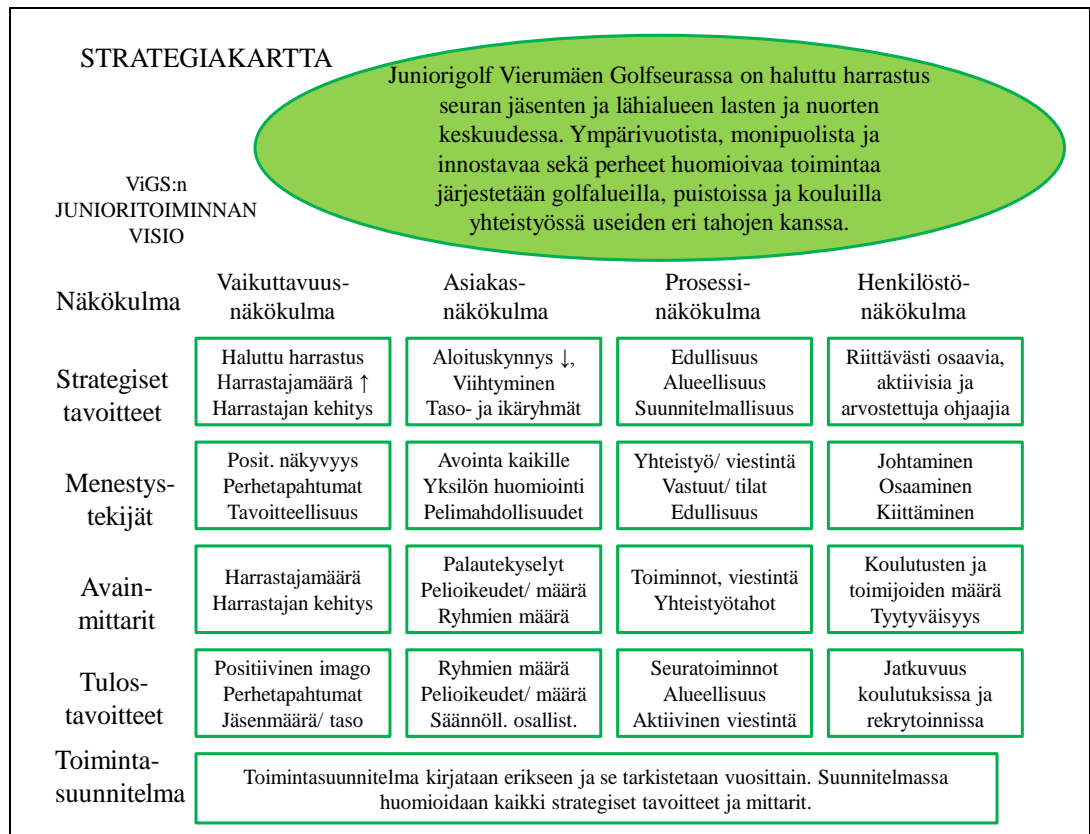 STRATEGIAKARTTA
Juniorigolf Vierumäen Golfseurassa on haluttu harrastus
seuran jäsenten ja lähialueen lasten ja nuorten
keskuudessa. Ympärivuotista, monipuolista ja
innostavaa sekä perheet huomioivaa toimintaa
järjestetään golfalueilla, puistoissa ja kouluilla
yhteistyössä useiden eri tahojen kanssa.
ViGS:n
JUNIORITOIMINNAN
VISIO
Näkökulma
Vaikuttavuus-
näkökulma
Asiakas-
näkökulma
Prosessi-
näkökulma
Henkilöstö-
näkökulma
Strategiset
tavoitteet
Haluttu harrastus
Harrastajamäärä ↑
Harrastajan kehitys
Aloituskynnys ↓,
Viihtyminen
Taso- ja ikäryhmät
Edullisuus
Alueellisuus
Suunnitelmallisuus
Riittävästi osaavia,
aktiivisia ja
arvostettuja ohjaajia
Menestys-
tekijät
Posit. näkyvyys
Perhetapahtumat
Tavoitteellisuus
Avointa kaikille
Yksilön huomiointi
Pelimahdollisuudet
Yhteistyö/ viestintä
Vastuut/ tilat
Edullisuus
Johtaminen
Osaaminen
Kiittäminen
Avain-
mittarit
Harrastajamäärä
Harrastajan kehitys
Palautekyselyt
Pelioikeudet/ määrä
Ryhmien määrä
Toiminnot, viestintä
Yhteistyötahot
Koulutusten ja
toimijoiden määrä
Tyytyväisyys
Tulos-
tavoitteet
Positiivinen imago
Perhetapahtumat
Jäsenmäärä/ taso
Ryhmien määrä
Pelioikeudet/ määrä
Säännöll. osallist.
Seuratoiminnot
Alueellisuus
Aktiivinen viestintä
Jatkuvuus
koulutuksissa ja
rekrytoinnissa
Toiminta-
suunnitelma
Toimintasuunnitelma kirjataan erikseen ja se tarkistetaan vuosittain. Suunnitelmassa
huomioidaan kaikki strategiset tavoitteet ja mittarit.